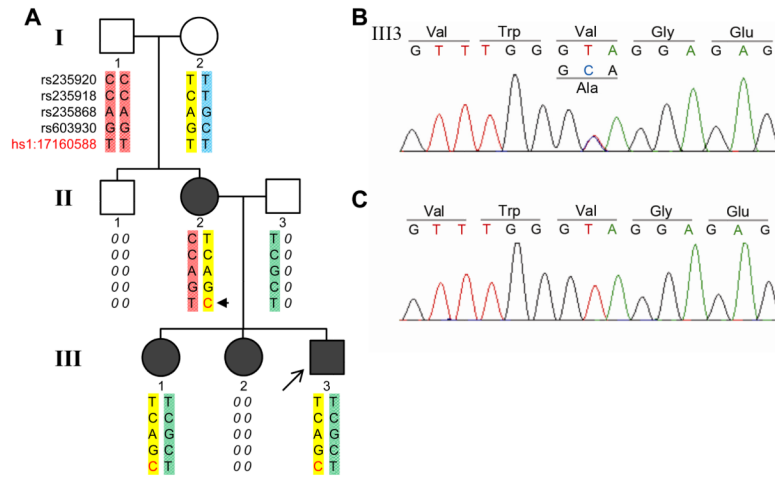 A
I
1 2
rs235920 C C T T
rs235918 C C C T
rs235868 A A A G
rs603930 G G G C
hs1:17160588 T T T T
II
1 2 3
0 0 C T T 0
0 0 C C C 0
0 0 A A G 0
0 0 G G C 0
0 0 T C T 0
III
1 2 3
T T 0 0 T T
C C 0 0 C C
A G 0 0 A G
G C 0 0 G C
C T 0 0 C T
B
III3
Val Trp Val Gly Glu
G T T T G G G T A G G A G A G
G C A
Ala
C
Val Trp Val Gly Glu
G T T T G G G T A G G A G A G